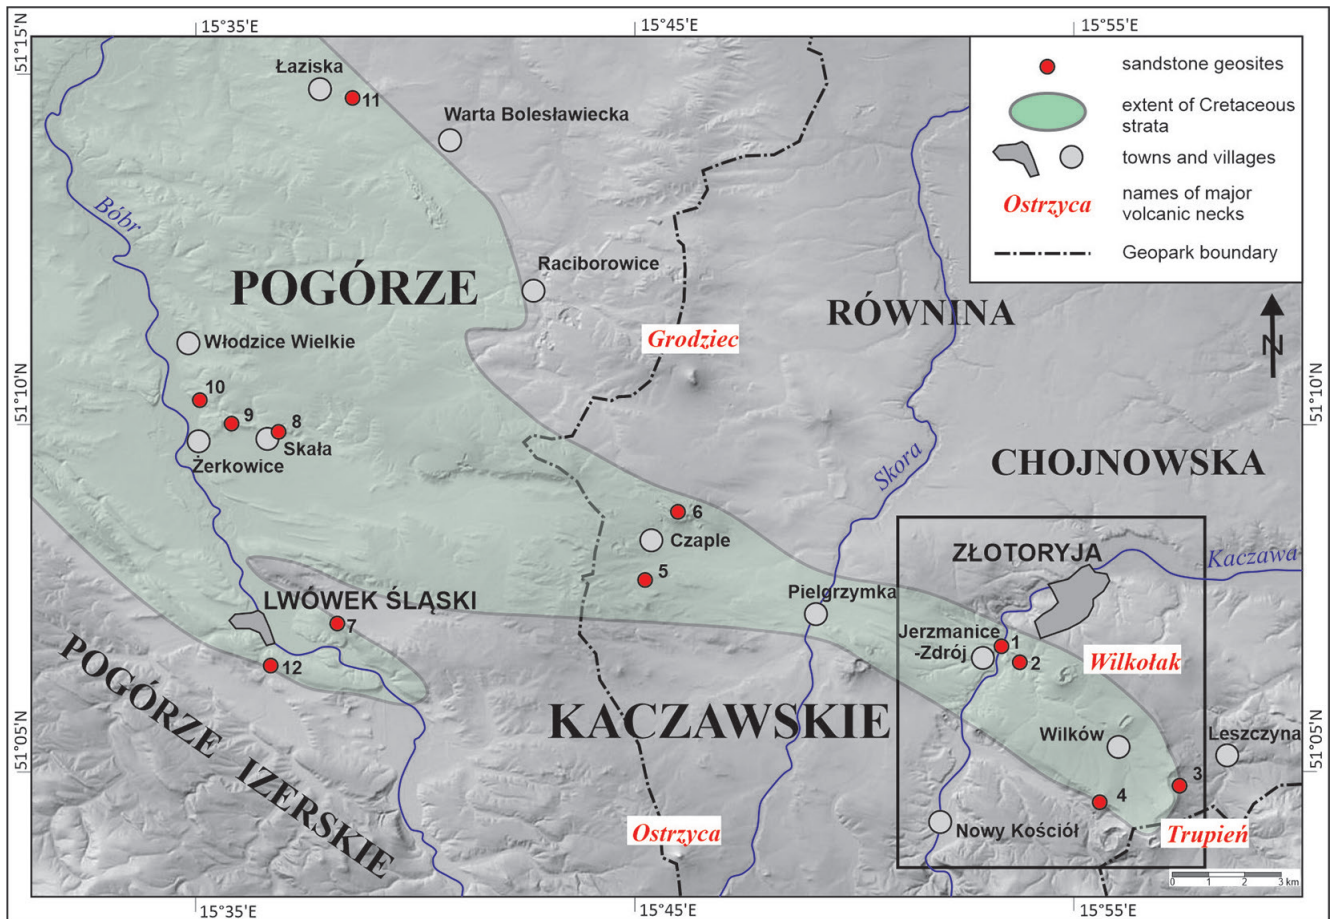 15°35'E
15°45'E
15°55'E
51°15'N
51°15'N
Łaziska
11
Warta Bolesławiecka
sandstone geosites
extent of Cretaceous
strata
towns and villages
Ostrzyca
names of major
volcanic necks
Geopark boundary
Bóbr
Raciborowice
POGÓRZE
RÓWNINA
Grodziec
N
Włodzice Wielkie
51°10'N
51°10'N
10
9
8
Skała
Żerkowice
Skora
CHOJNOWSKA
6
Czaple
5
ZŁOTORYJA
Kaczawa
Pielgrzymka
LWÓWEK ŚLĄSKI
7
Jerzmanice
-Zdrój
1
2
Wilkołak
12
POGÓRZE IZERSKIE
KACZAWSKIE
Wilków
Leszczyna
51°05'N
51°05'N
3
4
Ostrzyca
Nowy Kościół
Trupień
0 1 2 3 km
15°35'E
15°45'E
15°55'E